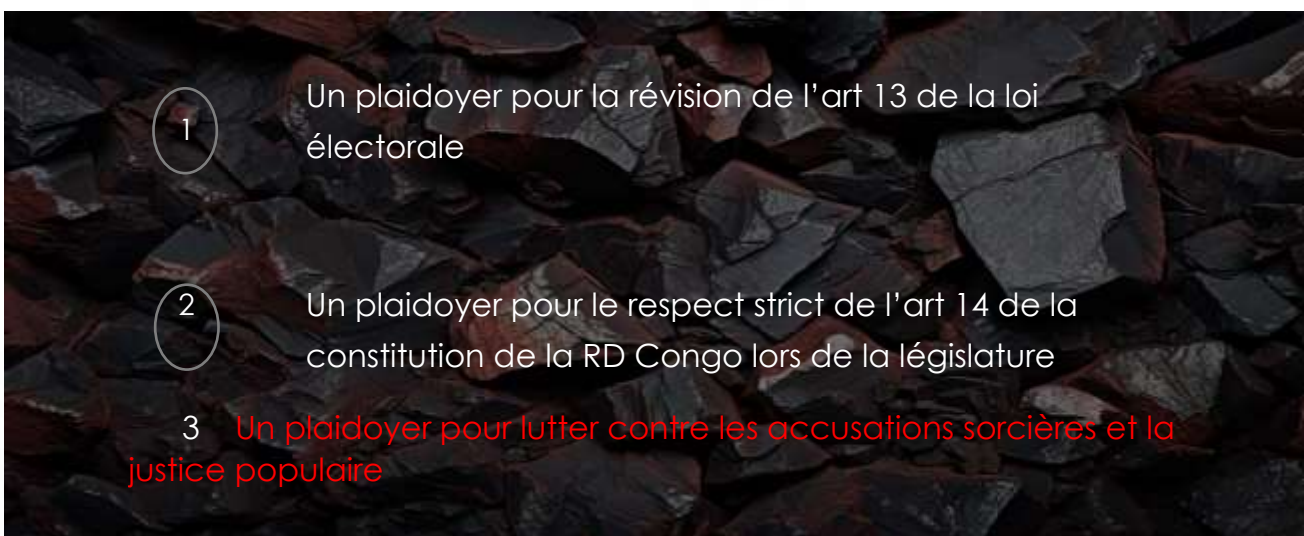 1 Un plaidoyer pour la révision de l’art 13 de la loi
électorale
2 Un plaidoyer pour le respect strict de l’art 14 de la
constitution de la RD Congo lors de la législature
3 Un plaidoyer pour lutter contre les accusations sorcières et la
justice populaire